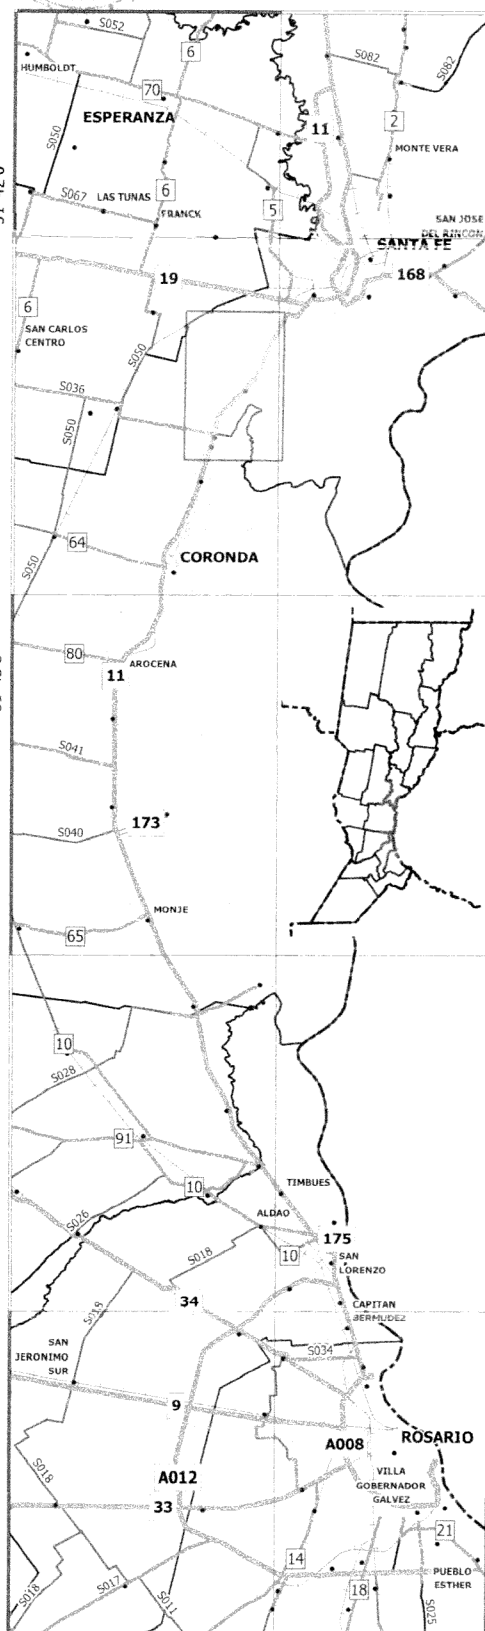 S052
6
HUMBOLDT
S082
S082
70
ESPERANZA
2
11
S050
MONTE VERA
S067
LAS TUNAS
6
FRANCK
5
SAN JOSE
DEL RINCON
SANTA FE
19
168
6
SAN CARLOS
CENTRO
S050
S036
S050
64
CORONDA
S050
80
AROCENA
11
S041
173
S040
MONJE
65
10
S028
91
10
TIMBUES
ALDAO
S026
10
175
S018
SAN
LORENZO
34
CAPITAN
BERMUDEZ
S018
SAN
JERONIMO
SUR
S034
9
A008
ROSARIO
S018
A012
VILLA
GOBERNADOR
GALVEZ
33
21
14
PUEBLO
ESTHER
S017
18
S018
S011
S025